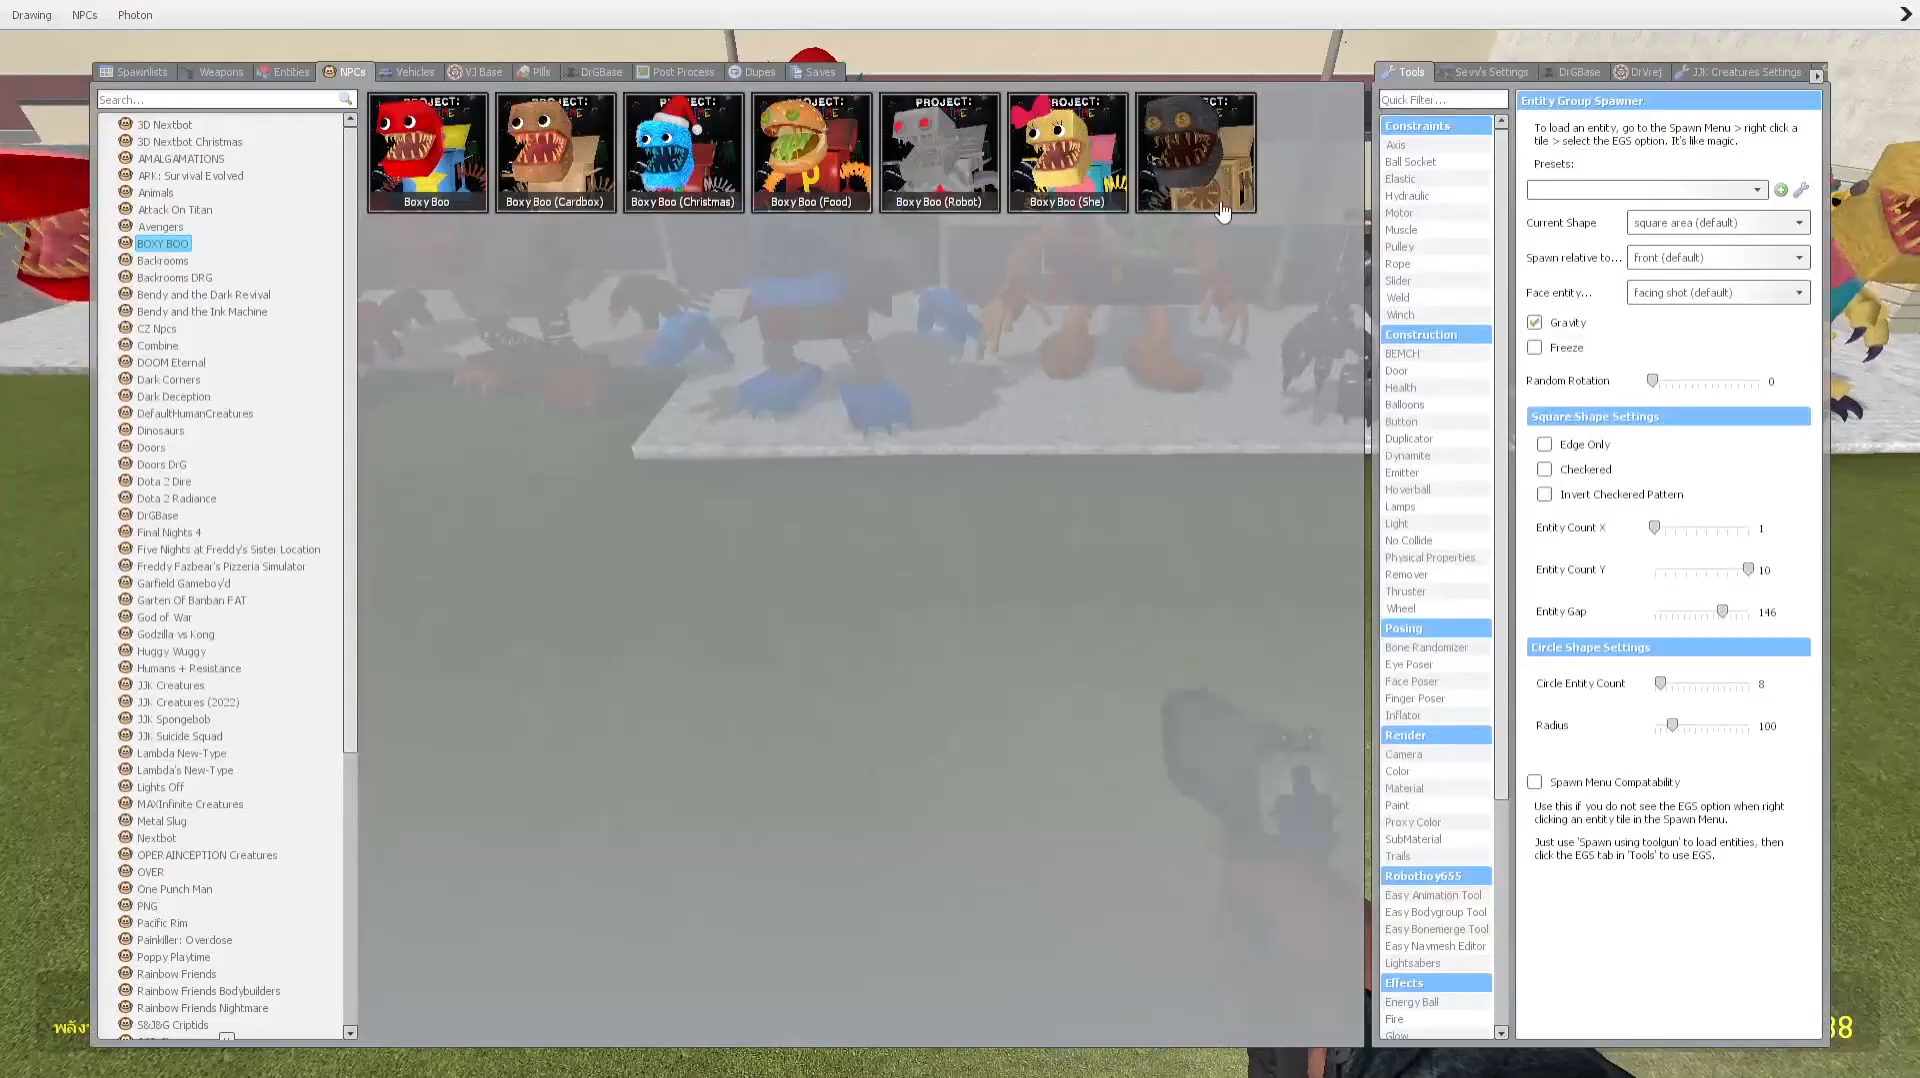 Drawing NPCs Photon
Spawnlists Weapons Entities NPCs Vehicles VJ Base Pills DrGBase Post Process Dupes Saves
Search...
3D Nextbot
3D Nextbot Christmas
AMALGAMATIONS
ARK: Survival Evolved
Animals
Attack On Titan
Avengers
BOXY BOO
Backrooms
Backrooms DRG
Bendy and the Dark Revival
Bendy and the Ink Machine
CZ Npcs
Combine
DOOM Eternal
Dark Corners
Dark Deception
DefaultHumanCreatures
Dinosaurs
Doors
Doors DrG
Dota 2 Dire
Dota 2 Radiance
DrGBase
Final Nights 4
Five Nights at Freddy's Sister Location
Freddy Fazbear's Pizzeria Simulator
Garfield Gameboy'd
Garten Of Banban FAT
God of War
Godzilla vs Kong
Huggy Wuggy
Humans + Resistance
JJK Creatures
JJK Creatures (2022)
JJK Spongebob
JJK Suicide Squad
Lambda New-Type
Lambda's New-Type
Lights Off
MAXInfinite Creatures
Metal Slug
Nextbot
OPERAINCEPTION Creatures
OVER
One Punch Man
PNG
Pacific Rim
Painkiller: Overdose
Poppy Playtime
Rainbow Friends
Rainbow Friends Bodybuilders
Rainbow Friends Nightmare
S&J&G Criptids
พลัง
PROJECT:
Boxy Boo
Boxy Boo (Cardbox)
Boxy Boo (Christmas)
Boxy Boo (Food)
Boxy Boo (Robot)
Boxy Boo (She)
Tools Sevv's Settings DrGBase DrVrej JJK Creatures Settings
Quick Filter...
Constraints
Axis
Ball Socket
Elastic
Hydraulic
Motor
Muscle
Pulley
Rope
Slider
Weld
Winch
Construction
BEMCH
Door
Health
Balloons
Button
Duplicator
Dynamite
Emitter
Hoverball
Lamps
Light
No Collide
Physical Properties
Remover
Thruster
Wheel
Posing
Bone Randomizer
Eye Poser
Face Poser
Finger Poser
Inflator
Render
Camera
Color
Material
Paint
Proxy Color
SubMaterial
Trails
Robotboy655
Easy Animation Tool
Easy Bodygroup Tool
Easy Bonemerge Tool
Easy Navmesh Editor
Lightsabers
Effects
Energy Ball
Fire
Glow
Entity Group Spawner
To load an entity, go to the Spawn Menu > right click a
tile > select the EGS option. It's like magic.
Presets:
Current Shape square area (default)
Spawn relative to... front (default)
Face entity... facing shot (default)
Gravity
Freeze
Random Rotation 0
Square Shape Settings
Edge Only
Checkered
Invert Checkered Pattern
Entity Count X 1
Entity Count Y 10
Entity Gap 146
Circle Shape Settings
Circle Entity Count 8
Radius 100
Spawn Menu Compatability
Use this if you do not see the EGS option when right
clicking an entity tile in the Spawn Menu.
Just use 'Spawn using toolgun' to load entities, then
click the EGS tab in 'Tools' to use EGS.
38